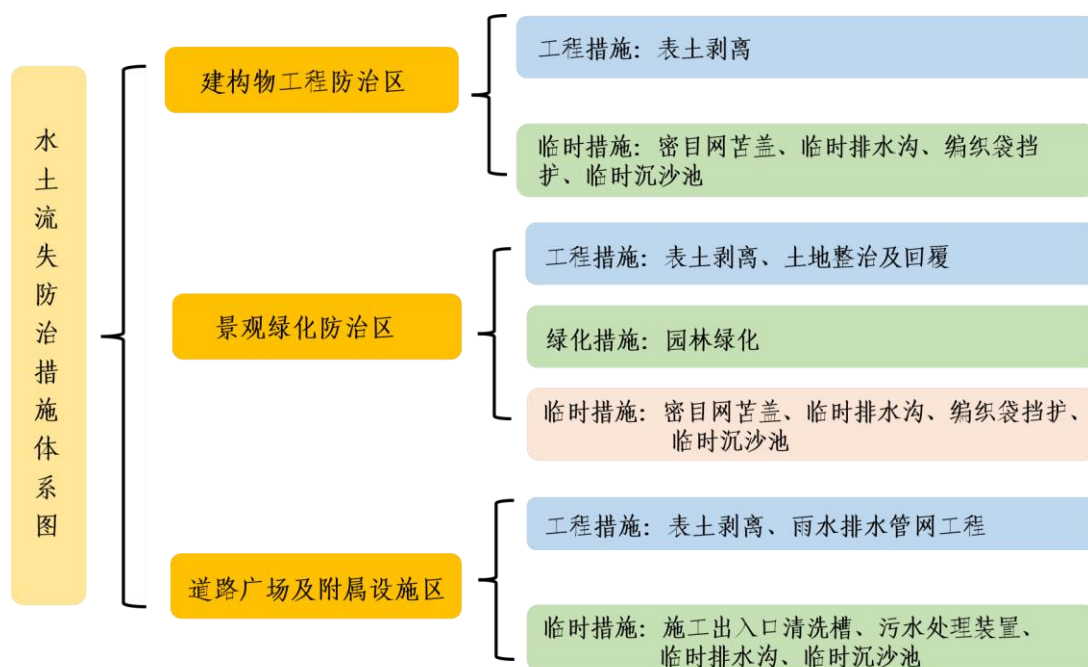 水土流失防治措施体系图
建构物工程防治区
工程措施：表土剥离
临时措施：密目网苫盖、临时排水沟、编织袋挡
护、临时沉沙池
景观绿化防治区
工程措施：表土剥离、土地整治及回覆
绿化措施：园林绿化
临时措施：密目网苫盖、临时排水沟、编织袋挡护、
临时沉沙池
道路广场及附属设施区
工程措施：表土剥离、雨水排水管网工程
临时措施：施工出入口清洗槽、污水处理装置、
临时排水沟、临时沉沙池